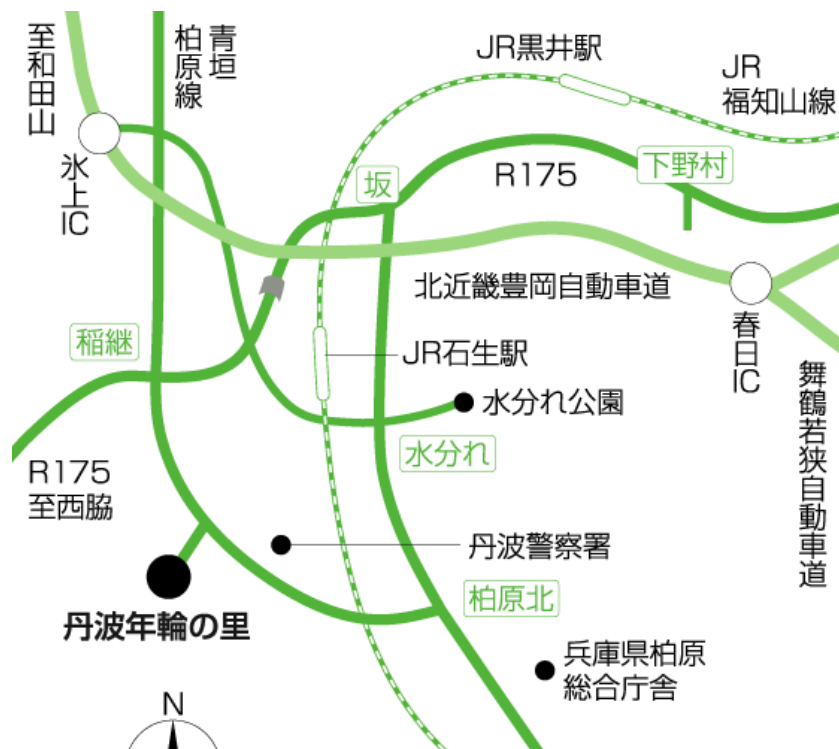 至和田山
青垣
柏原線
JR黒井駅
JR
福知山線
氷上IC
坂
R175
下野村
北近畿豊岡自動車道
春日IC
稲継
JR石生駅
舞鶴若狭自動車道
水分れ公園
水分れ
R175
至西脇
丹波警察署
柏原北
丹波年輪の里
兵庫県柏原
総合庁舎
N